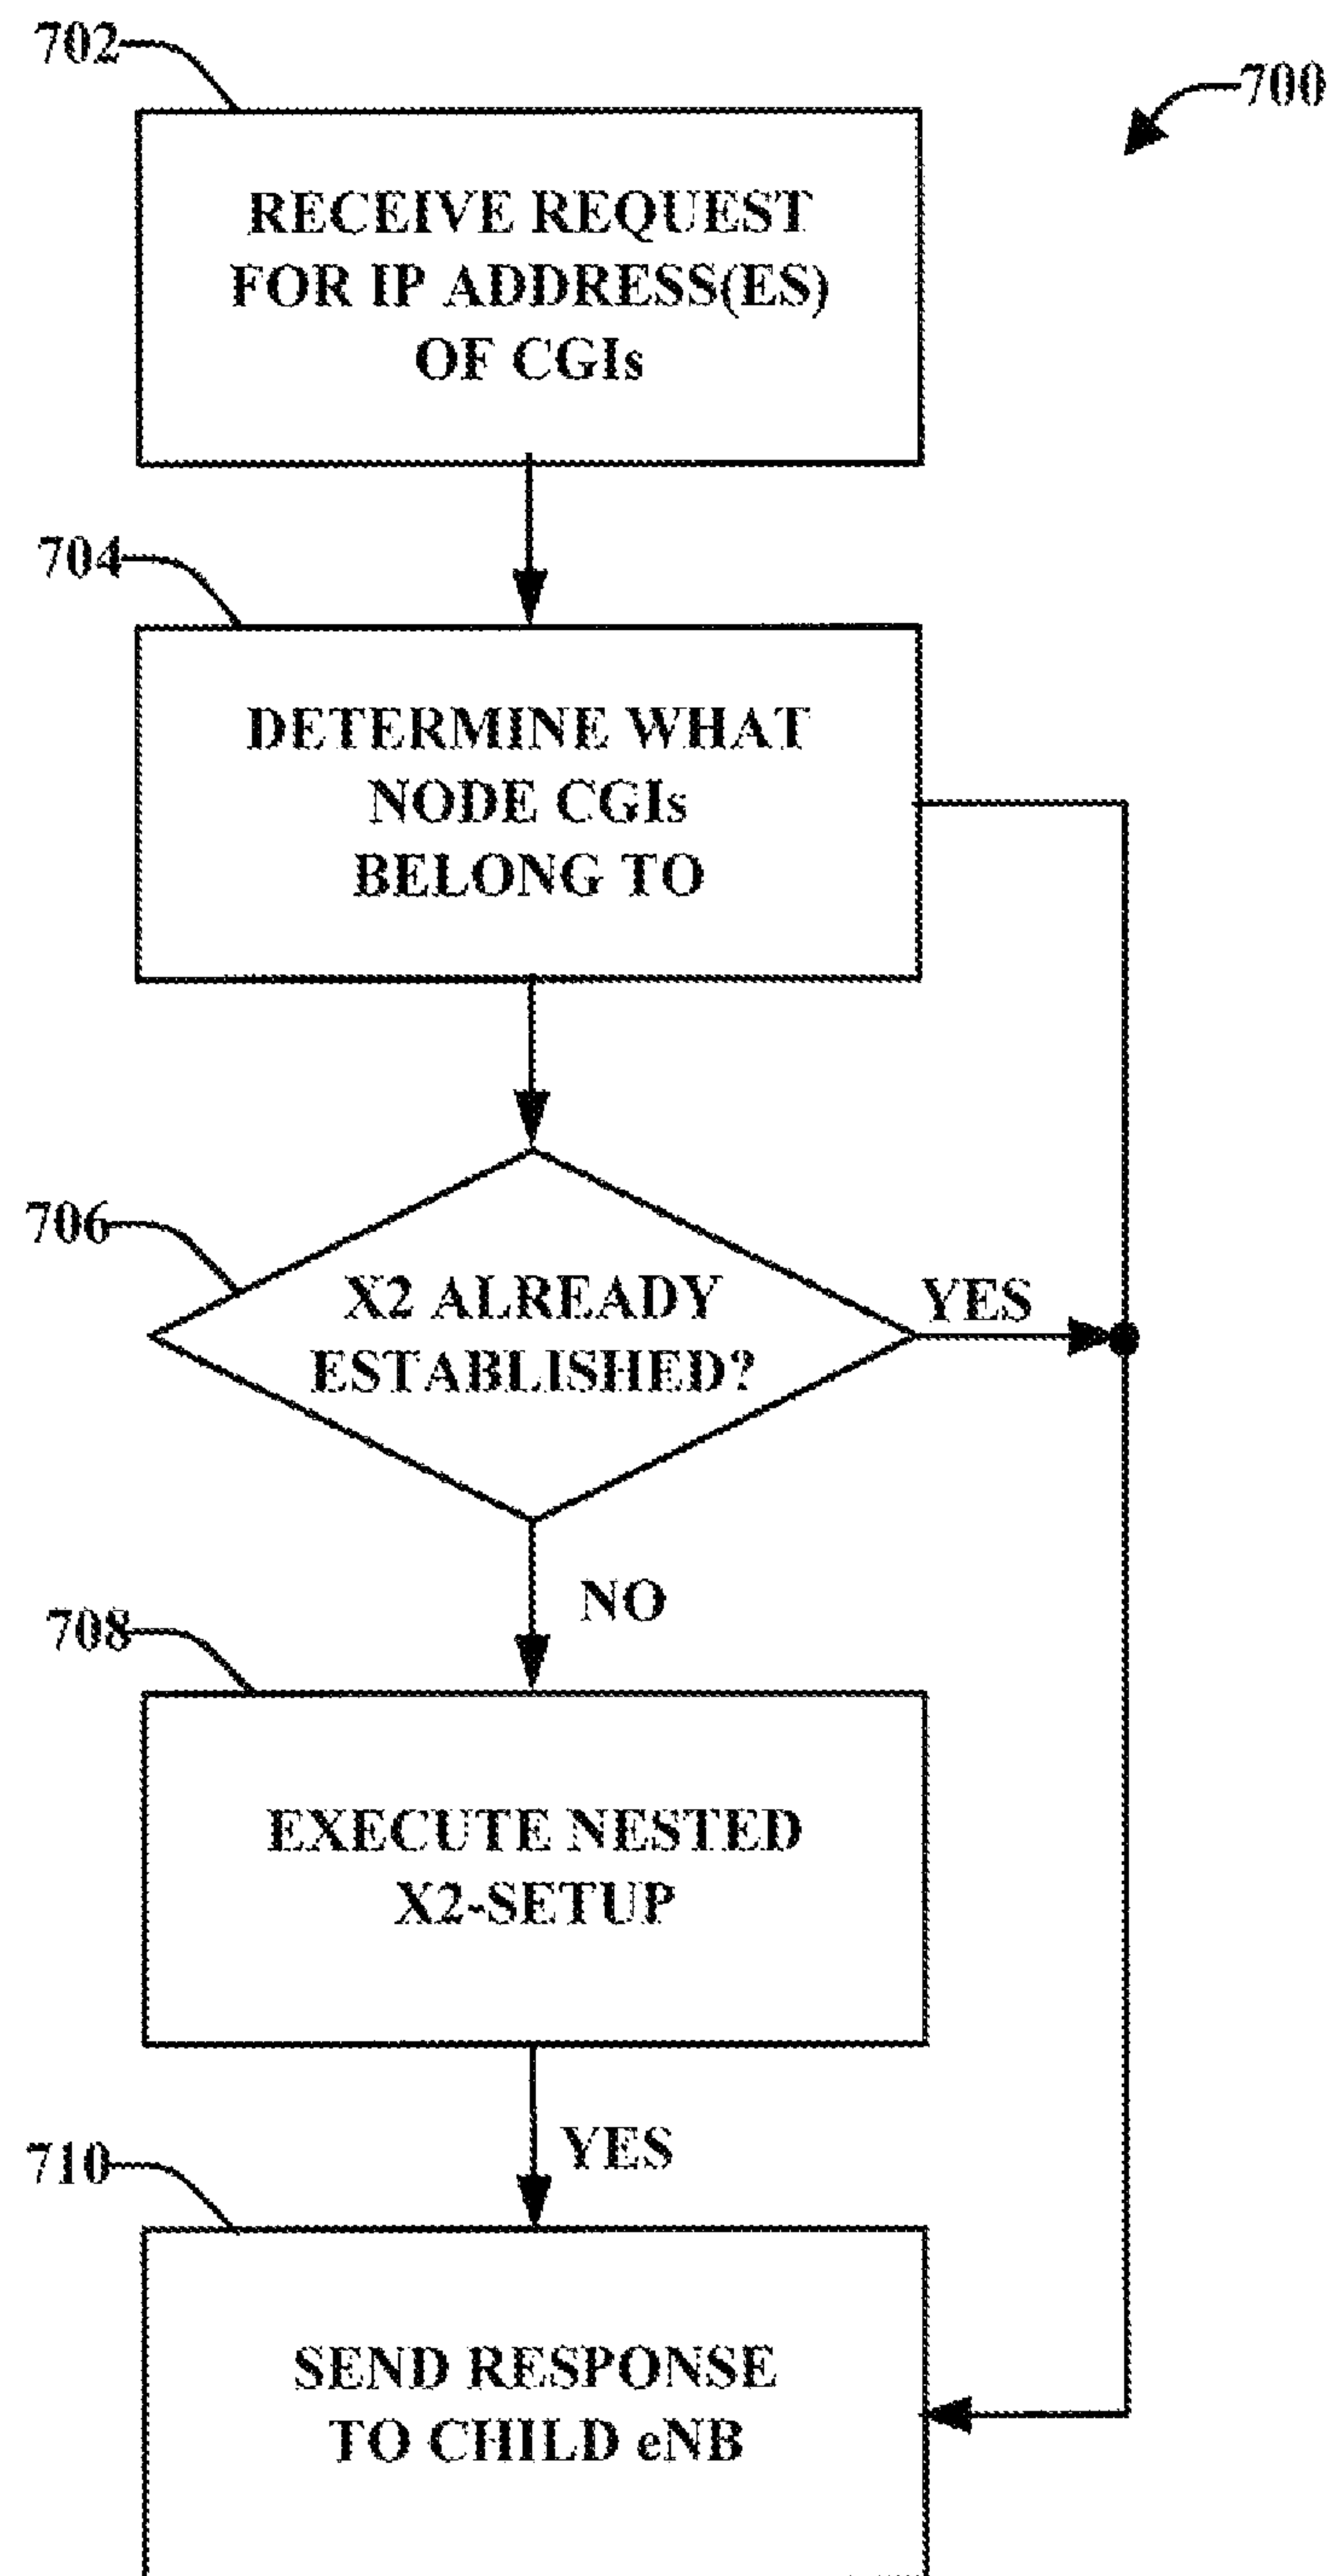 702
700
RECEIVE REQUEST
FOR IP ADDRESS(ES)
OF CGIs
704
DETERMINE WHAT
NODE CGIs
BELONG TO
706
X2 ALREADY
ESTABLISHED?
YES
NO
708
EXECUTE NESTED
X2-SETUP
YES
710
SEND RESPONSE
TO CHILD eNB